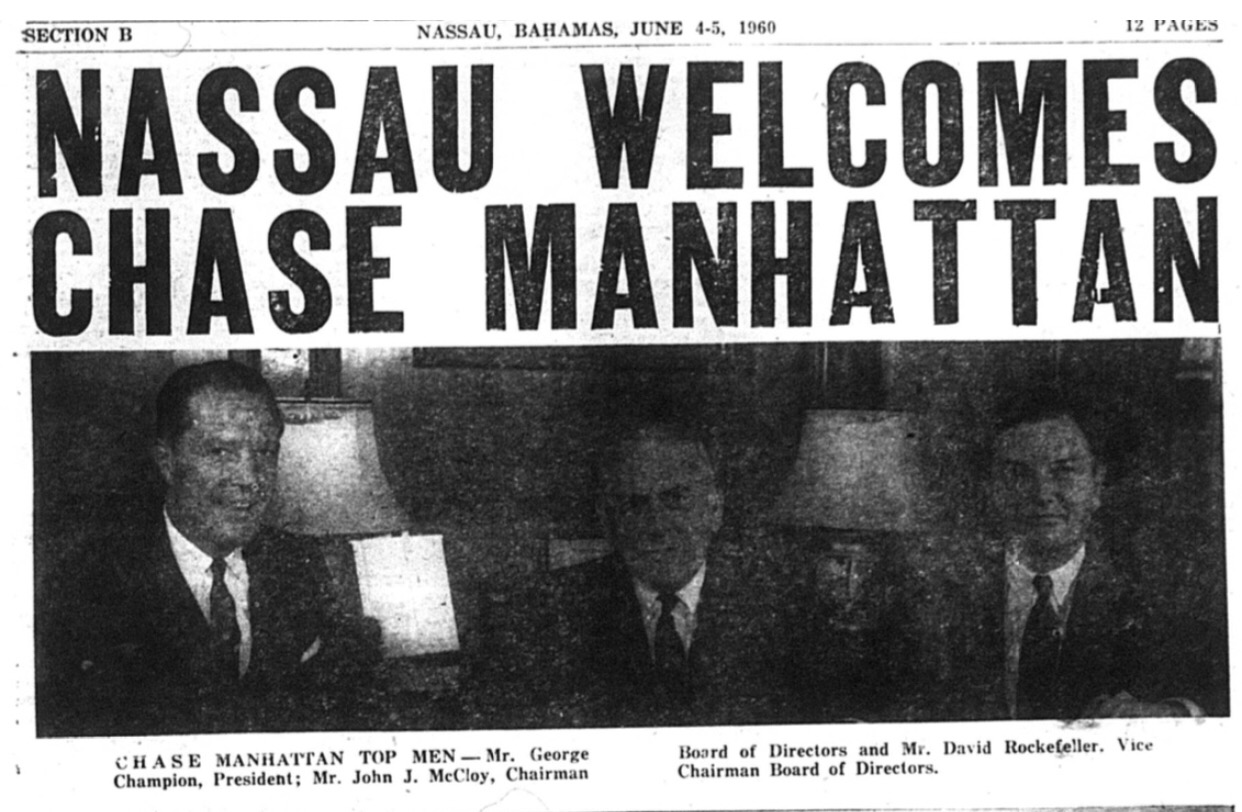 SECTION B
NASSAU, BAHAMAS, JUNE 4-5, 1960
12 PAGES
NASSAU WELCOMES
CHASE MANHATTAN
CHASE MANHATTAN TOP MEN — Mr. George
Champion, President; Mr. John J. McCloy, Chairman
Board of Directors and Mr. David Rockefeller. Vice
Chairman Board of Directors.